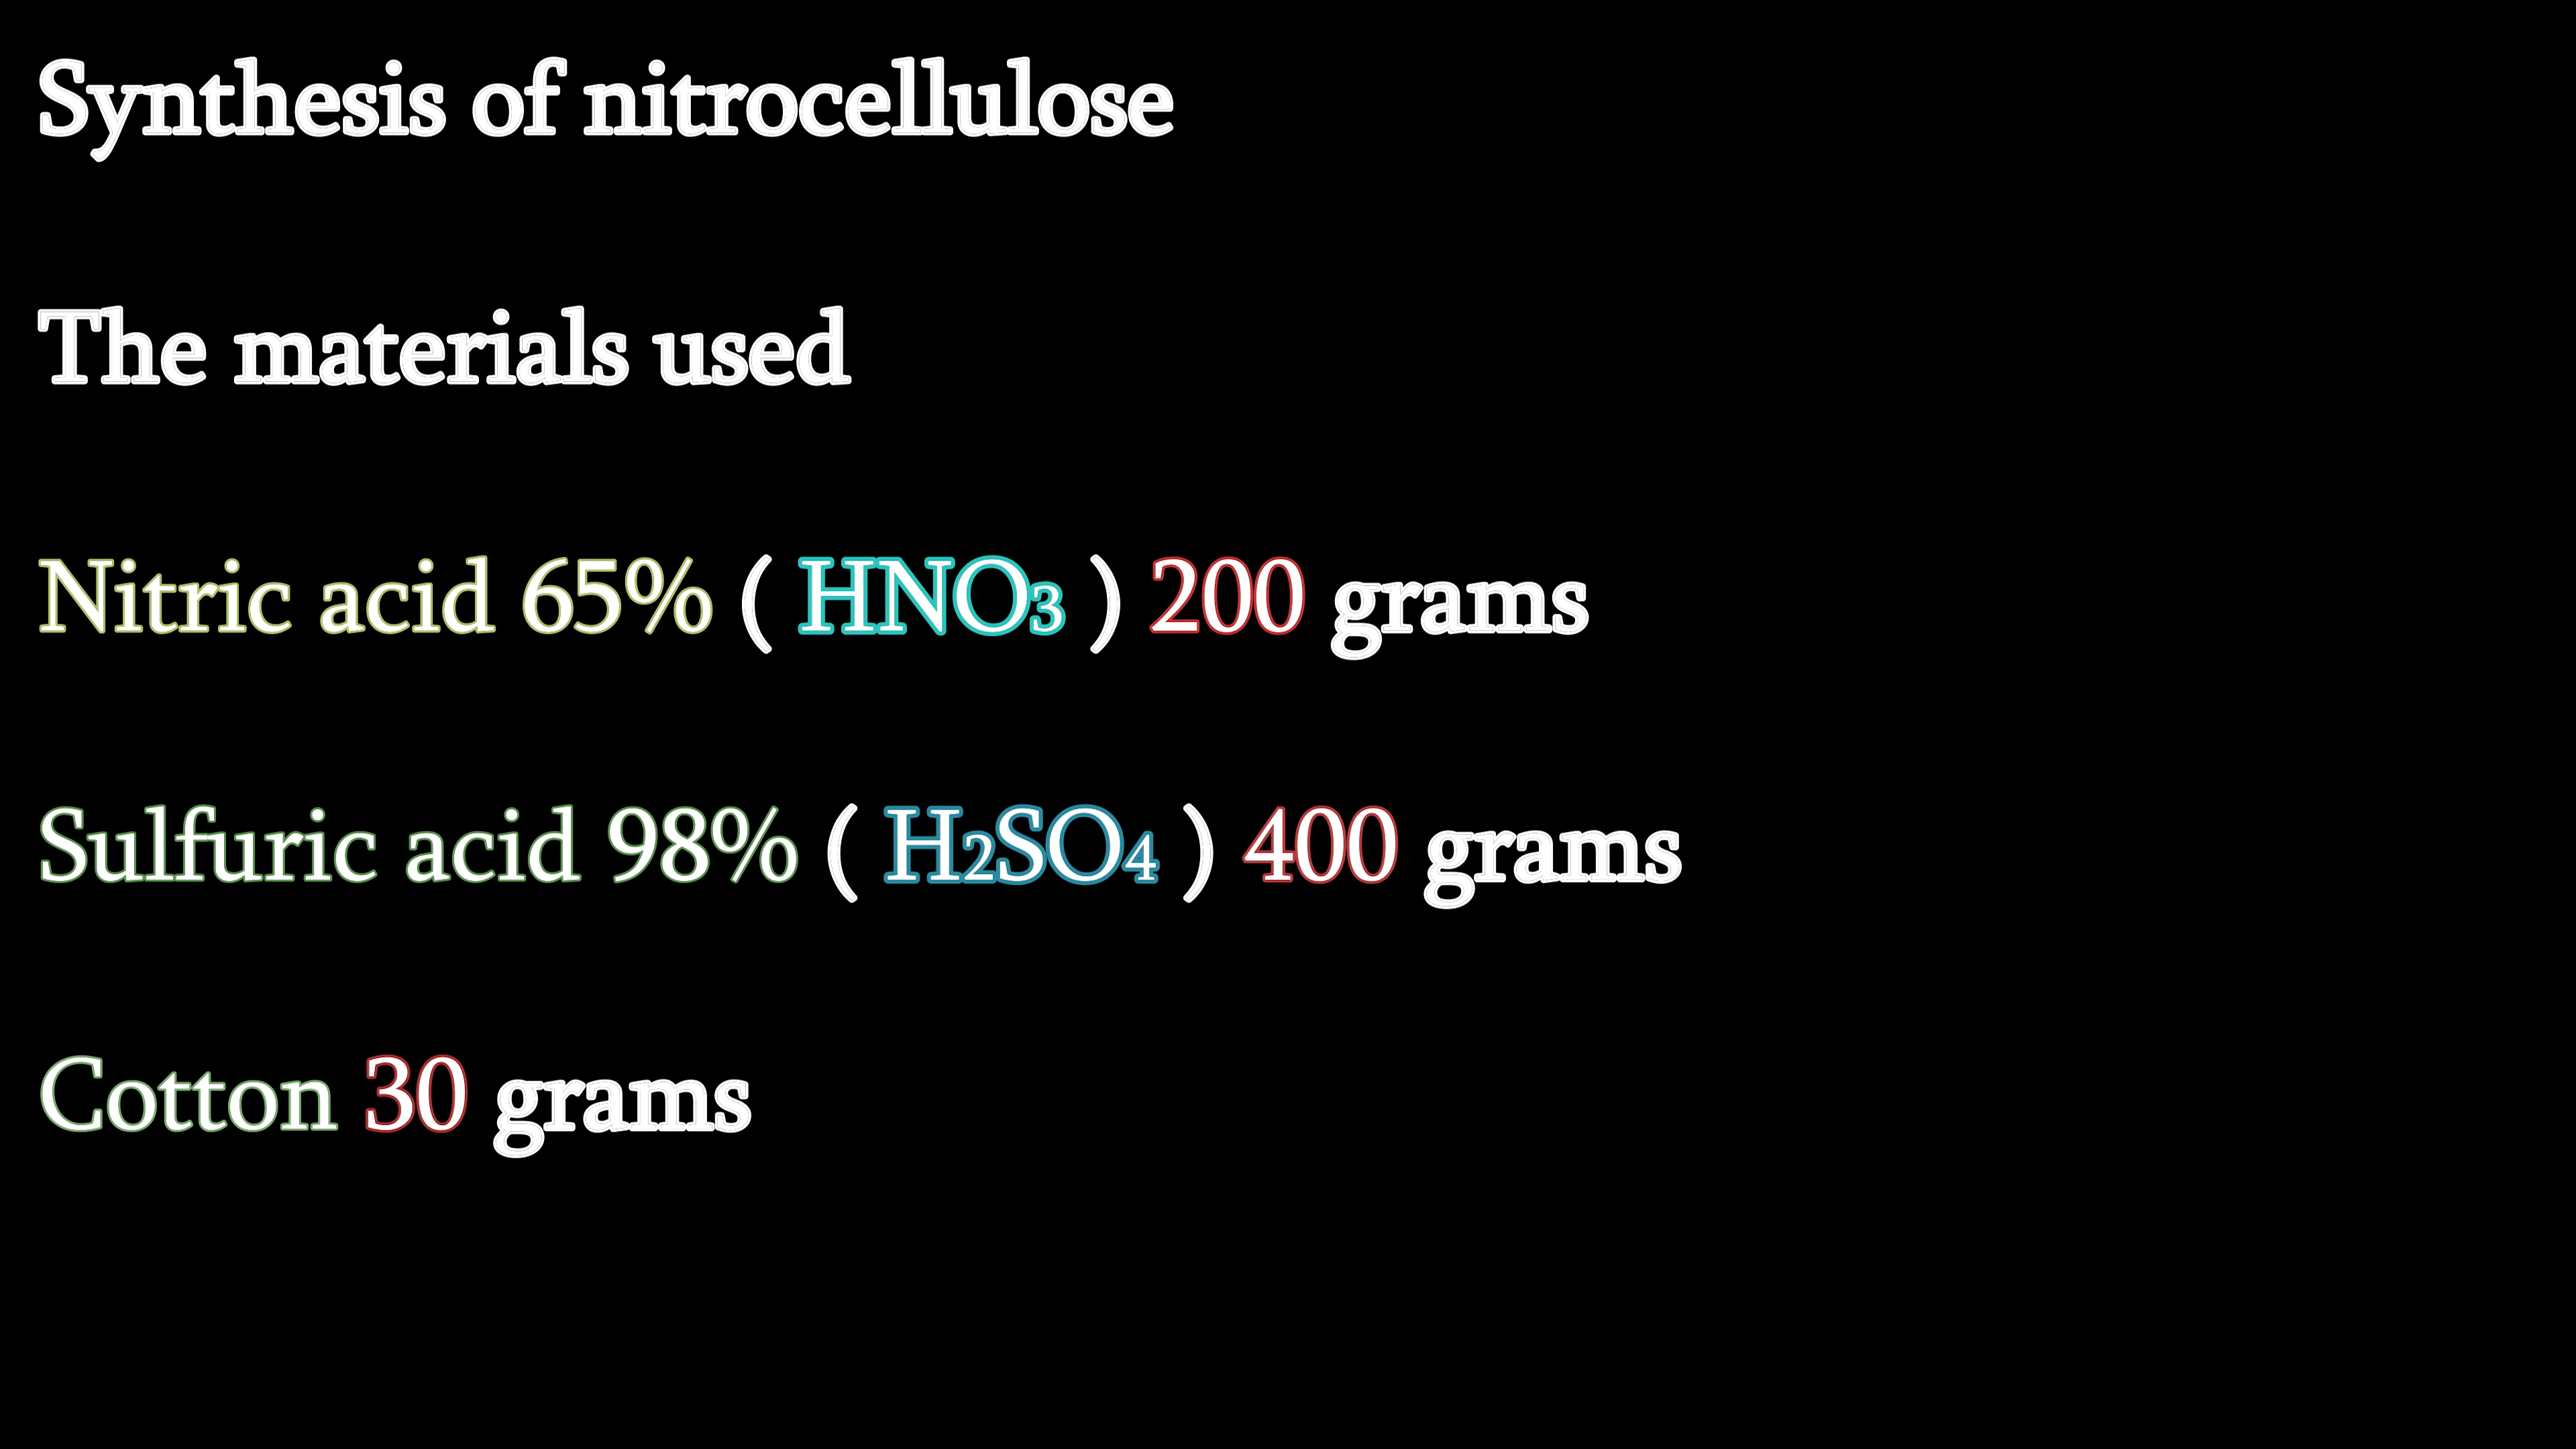 Synthesis of nitrocellulose
The materials used
Nitric acid 65% ( HNO₃ ) 200 grams
Sulfuric acid 98% ( H₂SO₄ ) 400 grams
Cotton 30 grams